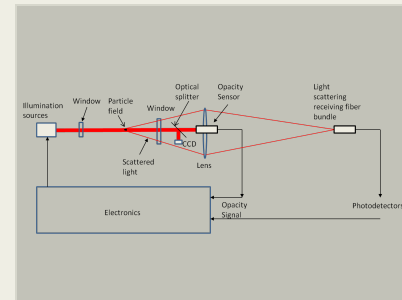 Illumination
sources
Window
Particle
field
Window
Optical
splitter
Opacity
Sensor
Light
scattering
receiving fiber
bundle
Scattered
light
CCD
Lens
Electronics
Opacity
Signal
Photodetectors